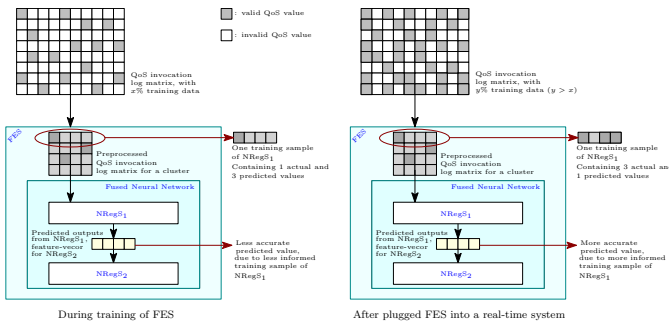 : valid QoS value
: invalid QoS value
QoS invocation
log matrix, with
x% training data
FES
Preprocessed
QoS invocation
log matrix for a cluster
One training sample
of NRegS1
Containing 1 actual and
3 predicted values
Fused Neural Network
NRegS1
Predicted outputs
from NRegS1,
feature-vecor
for NRegS2
NRegS2
Less accurate
predicted value,
due to less informed
training sample of
NRegS1
During training of FES
QoS invocation
log matrix, with
y% training data (y > x)
FES
Preprocessed
QoS invocation
log matrix for a cluster
One training sample
of NRegS1
Containing 3 actual an
1 predicted values
Fused Neural Network
NRegS1
Predicted outputs
from NRegS1,
feature-vecor
for NRegS2
NRegS2
More accurate
predicted value,
due to more informed
training sample of
NRegS1
After plugged FES into a real-time system